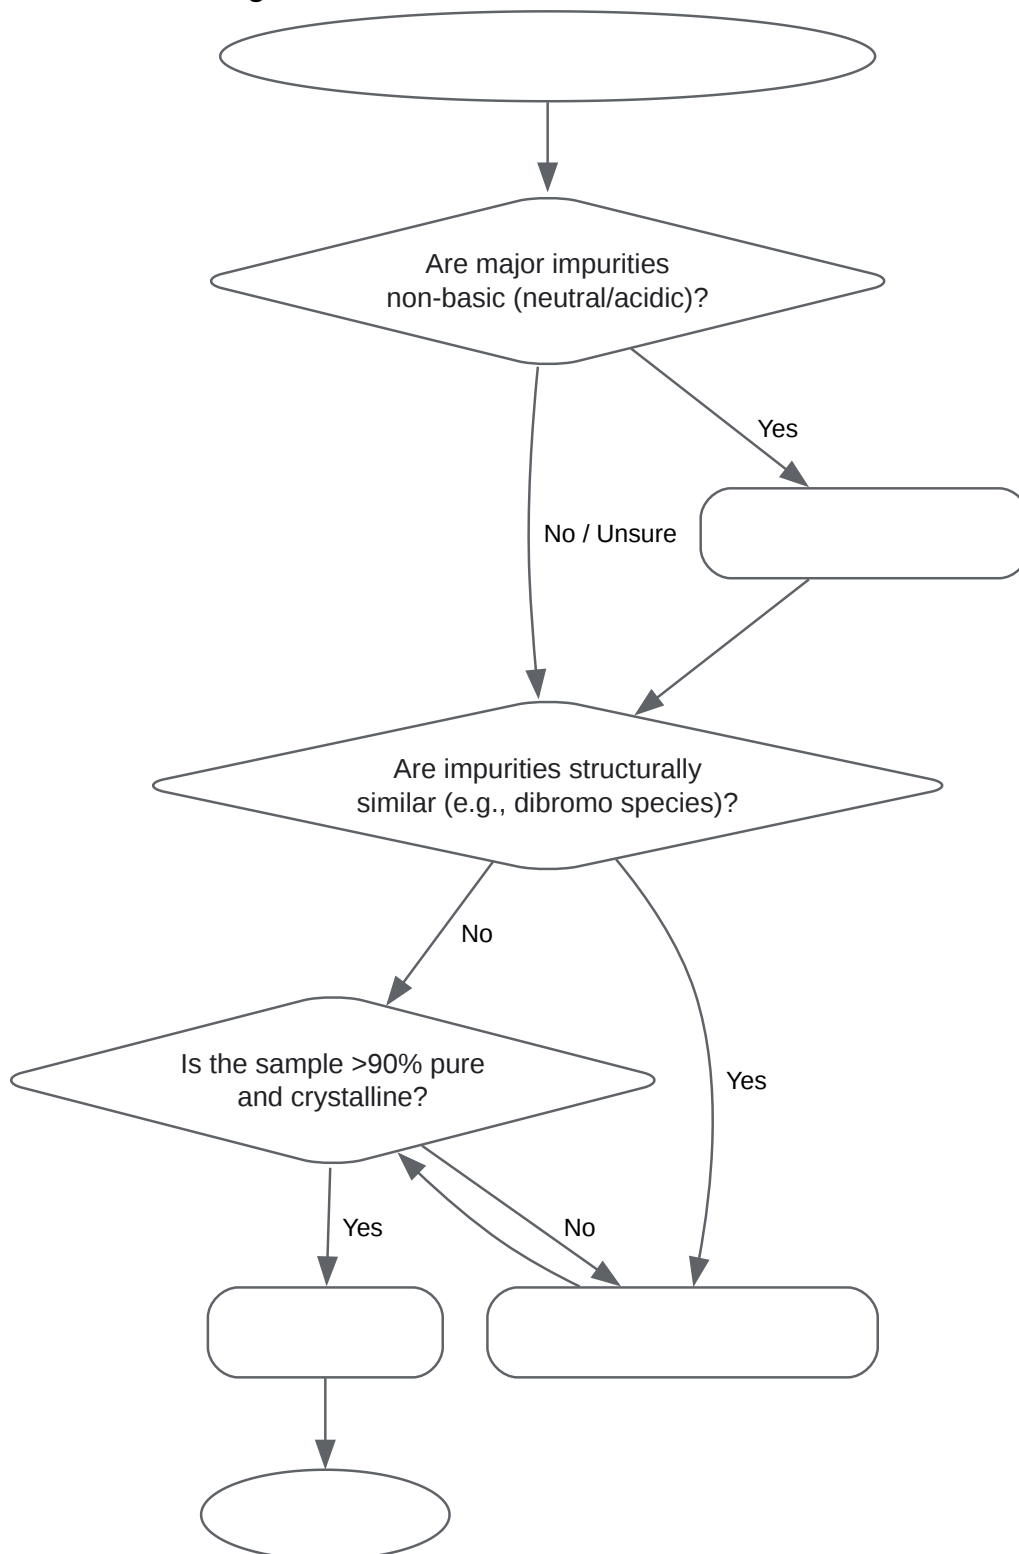 Are major impurities
non-basic (neutral/acidic)?
Yes
No / Unsure
Are impurities structurally
similar (e.g., dibromo species)?
No
Is the sample >90% pure
and crystalline?
Yes
Yes
No